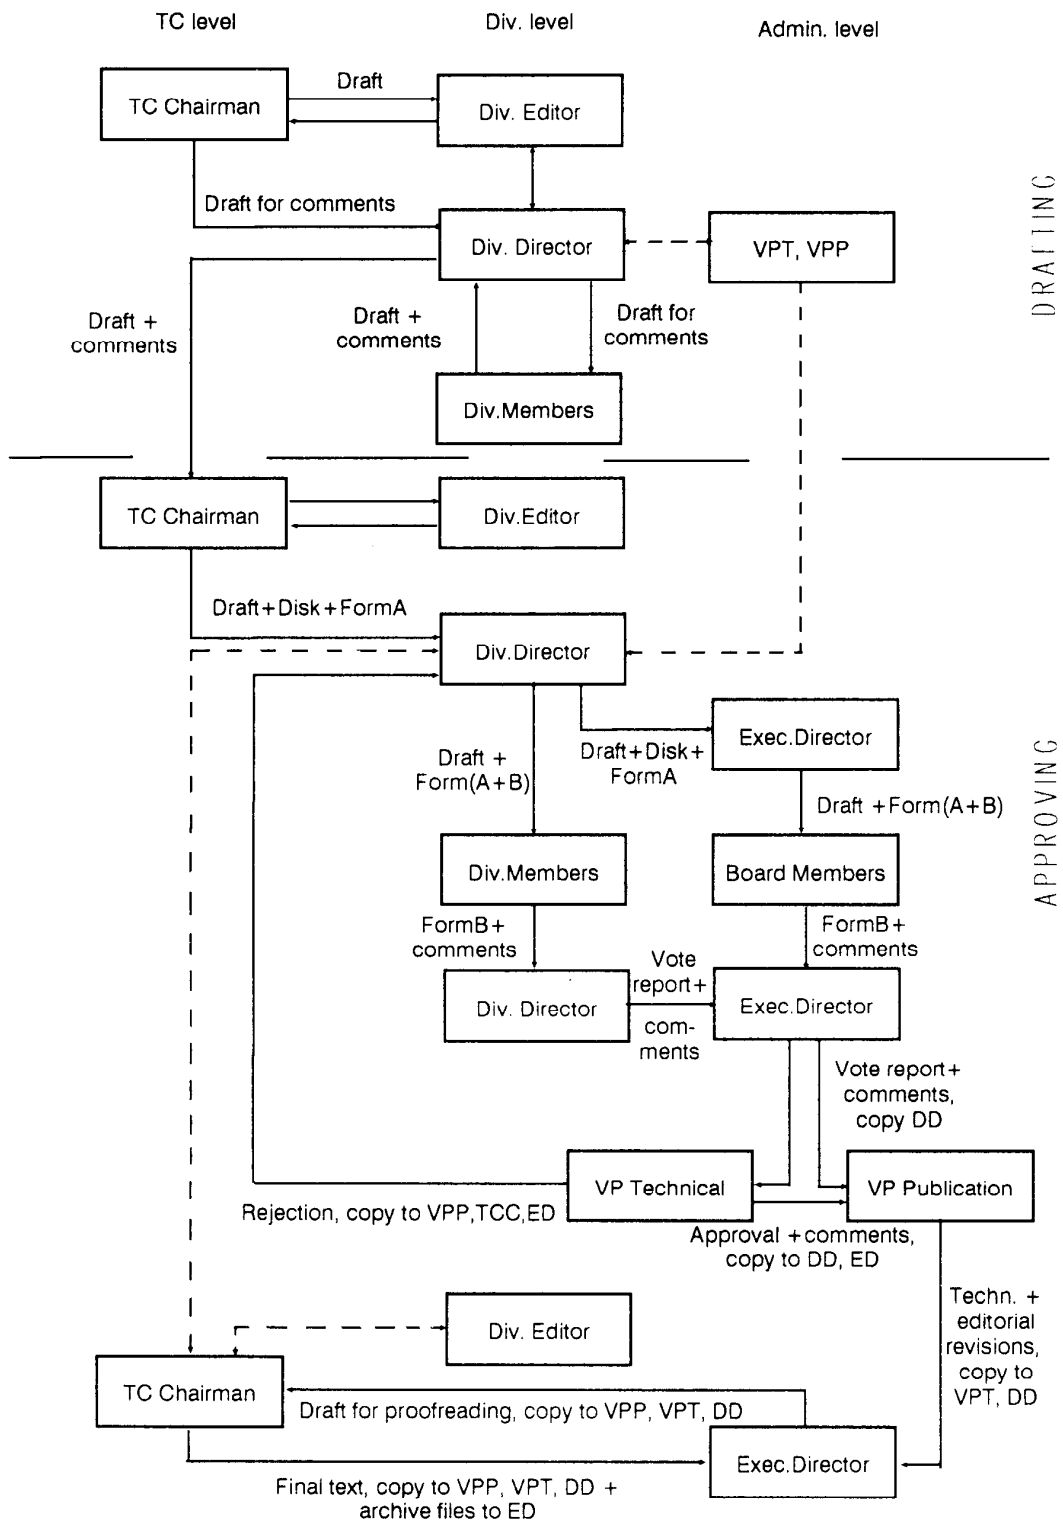 TC level
Div. level
Admin. level
Draft
TC Chairman
Div. Editor
Draft for comments
Div. Director
VPT, VPP
DRAFTING
Draft +
comments
Draft +
comments
Draft for
comments
Div.Members
TC Chairman
Div.Editor
Draft+Disk+FormA
Div.Director
Exec.Director
Draft +
Form(A+B)
Draft+Disk+
FormA
Draft +Form(A+B)
APPROVING
Div.Members
Board Members
FormB+
comments
FormB+
comments
Vote
report+
com-
ments
Div. Director
Exec.Director
Vote report+
comments,
copy DD
VP Technical
VP Publication
Rejection, copy to VPP,TCC,ED
Approval +comments,
copy to DD, ED
Techn. +
editorial
revisions,
copy to
VPT, DD
Div. Editor
TC Chairman
Draft for proofreading, copy to VPP, VPT, DD
Exec.Director
Final text, copy to VPP, VPT, DD +
archive files to ED